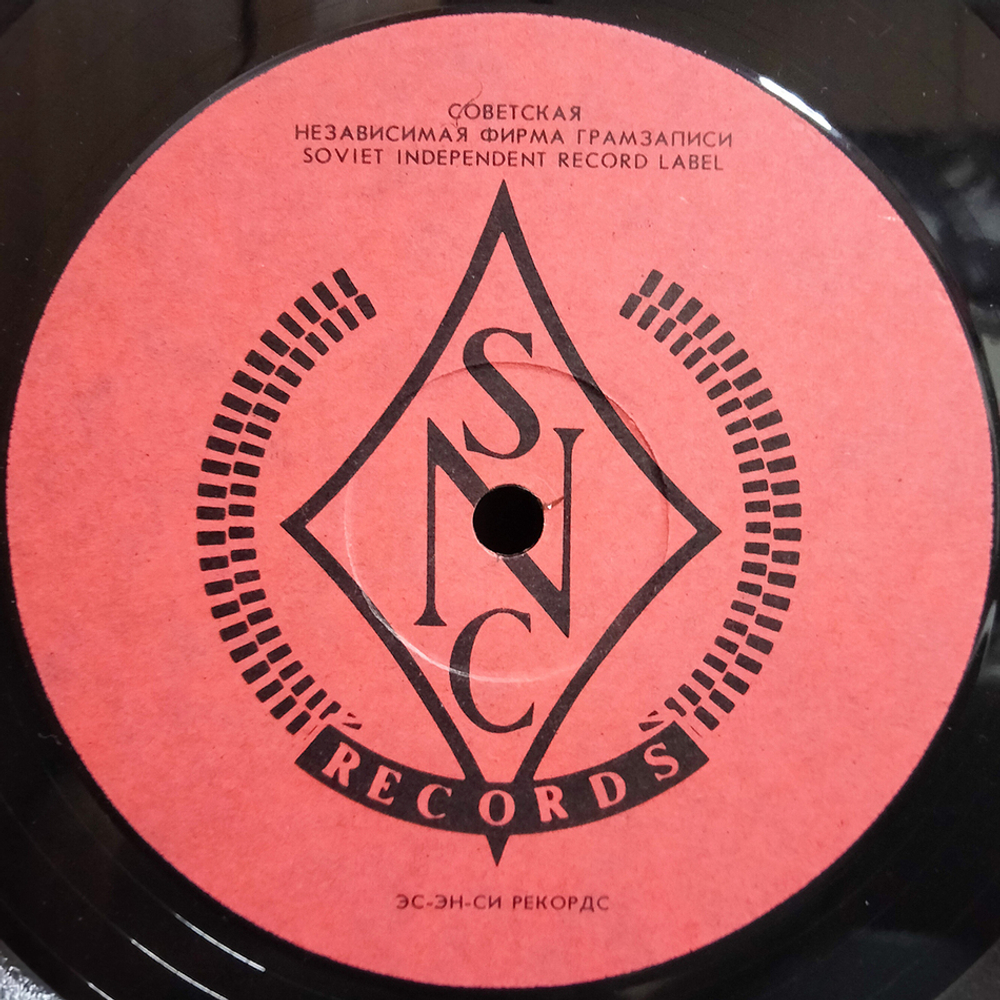 СОВЕТСКАЯ
НЕЗАВИСИМАЯ ФИРМА ГРАМЗАПИСИ
SOVIET INDEPENDENT RECORD LABEL
S
N
C
RECORDS
ЭС-ЭН-СИ РЕКОРДС